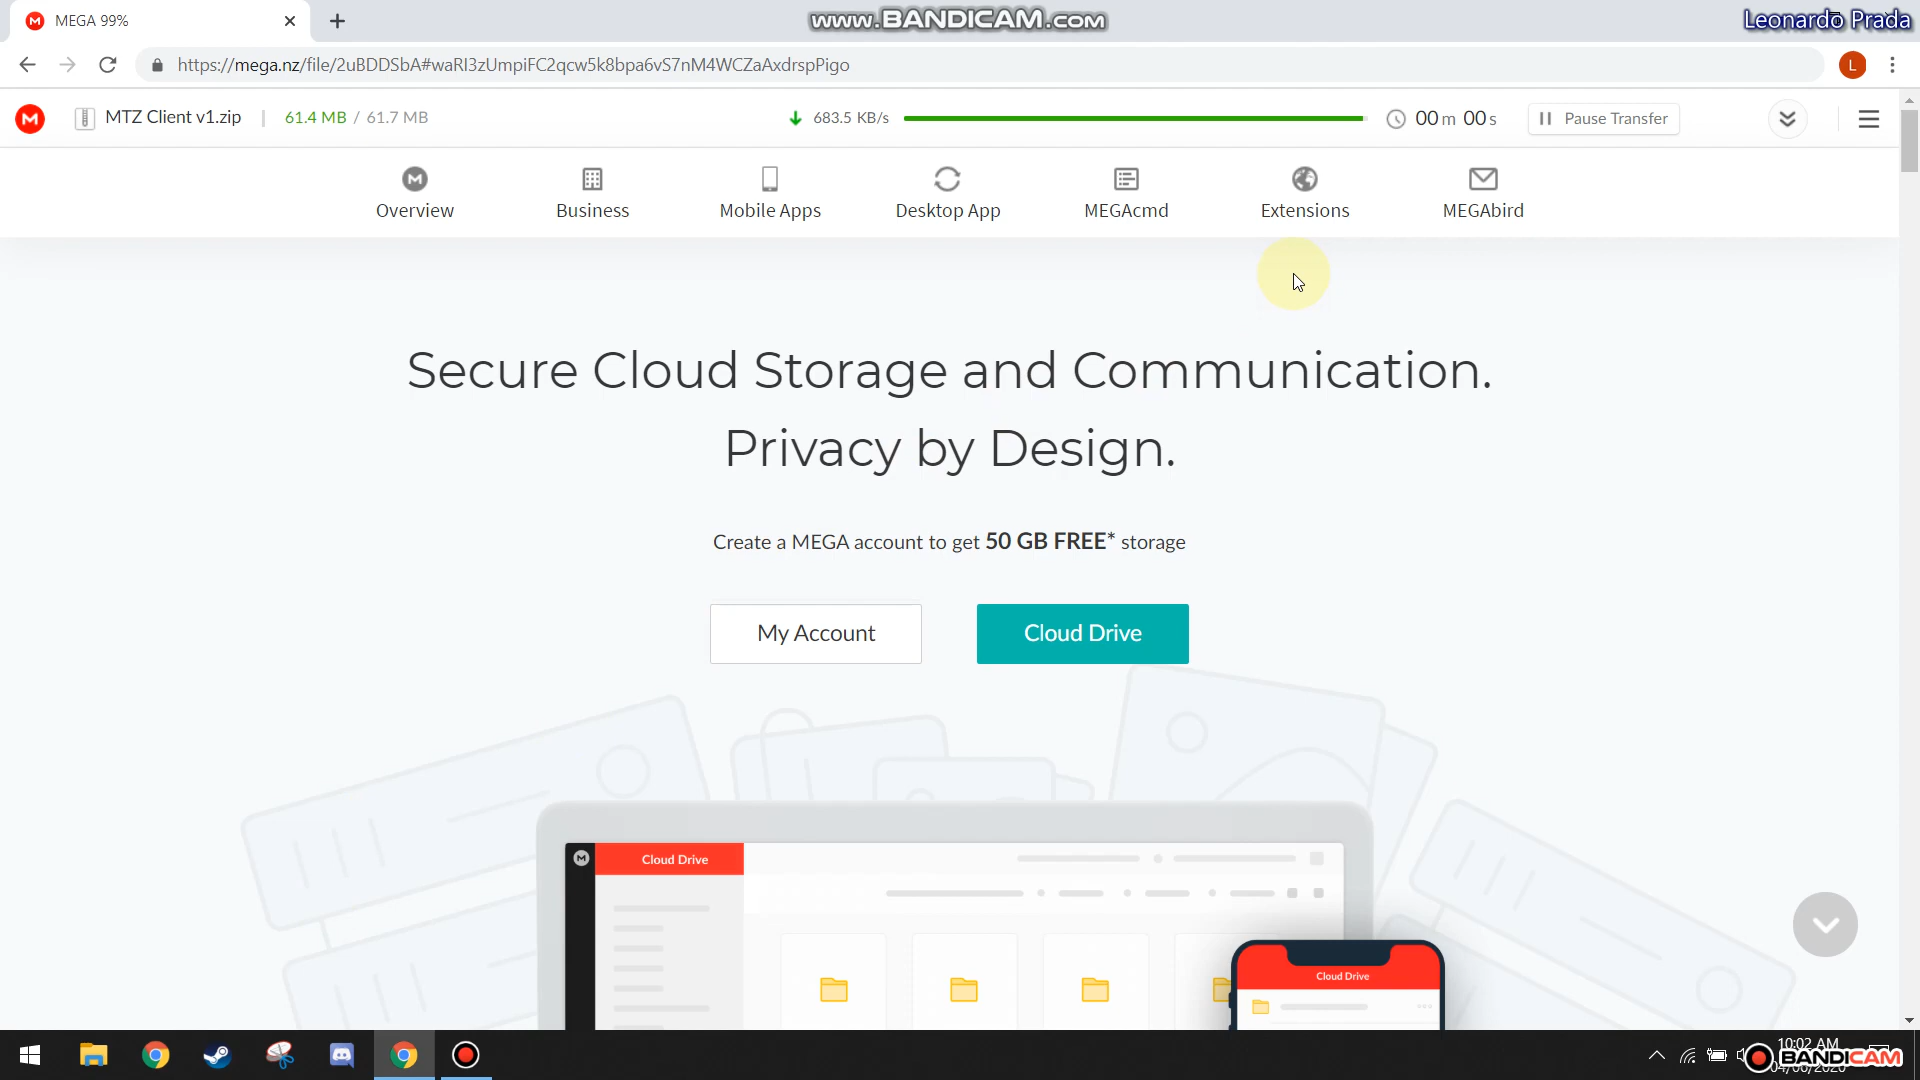 MEGA 99%
www.BANDICAM.com
Leonardo Prada
https://mega.nz/file/2uBDDSbA#waRI3zUmpiFC2qcw5k8bpa6vS7nM4WCZaAxdrspPigo
L
MTZ Client v1.zip
61.4 MB / 61.7 MB
683.5 KB/s
00 m 00 s
Pause Transfer
Overview
Business
Mobile Apps
Desktop App
MEGAcmd
Extensions
MEGAbird
Secure Cloud Storage and Communication.
Privacy by Design.
Create a MEGA account to get 50 GB FREE* storage
My Account
Cloud Drive
Cloud Drive
Cloud Drive
10:02 AM
BANDICAM